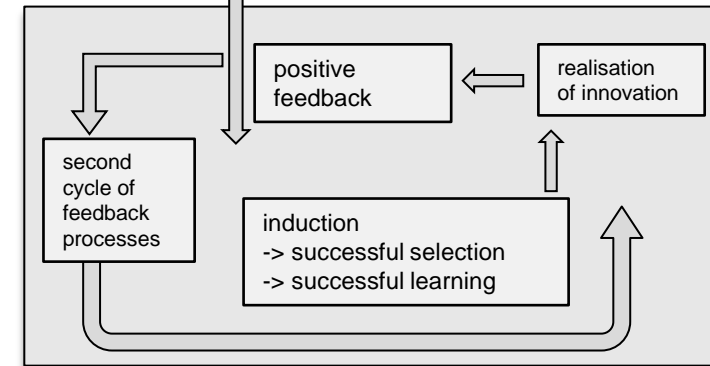 positive
feedback
realisation
of innovation
second
cycle of
feedback
processes
induction
-> successful selection
-> successful learning